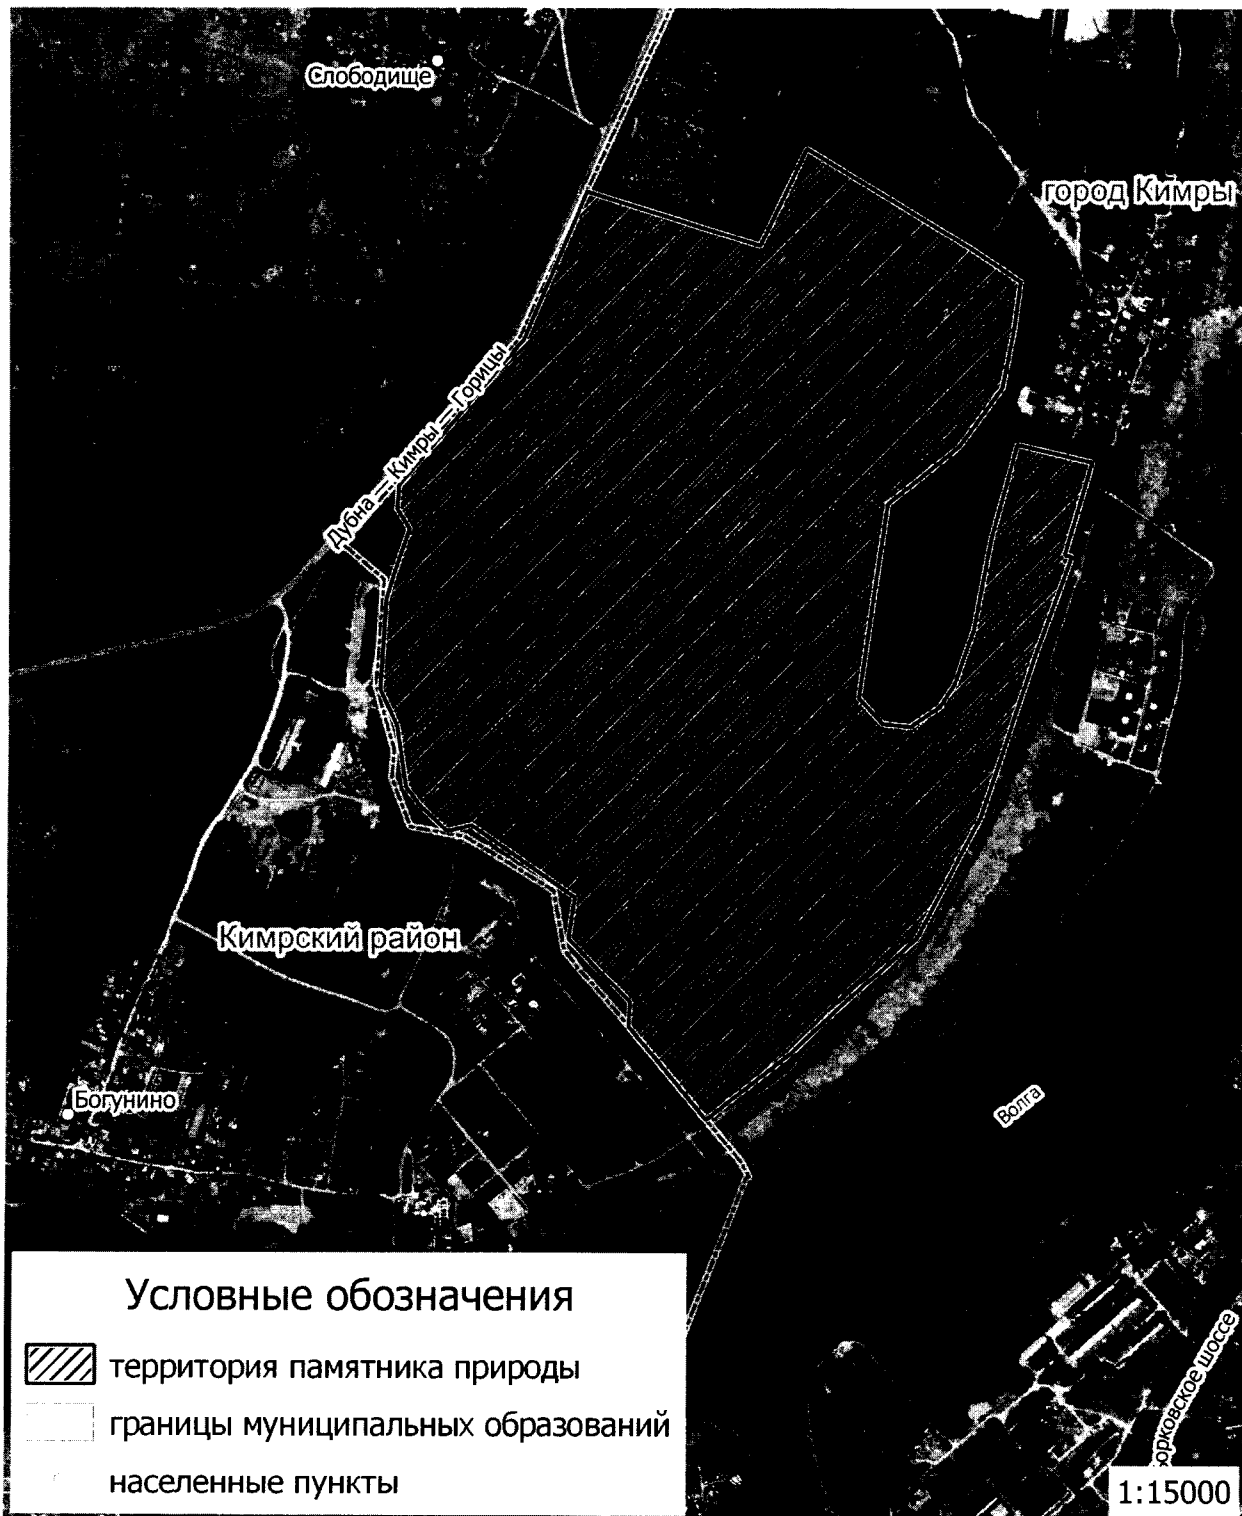 Слободище
город Кимры
Дубна — Кимры — Горицы
Кимрский район
Богунино
Волга
Условные обозначения
территория памятника природы
границы муниципальных образований
населенные пункты
шоссе
1:15000